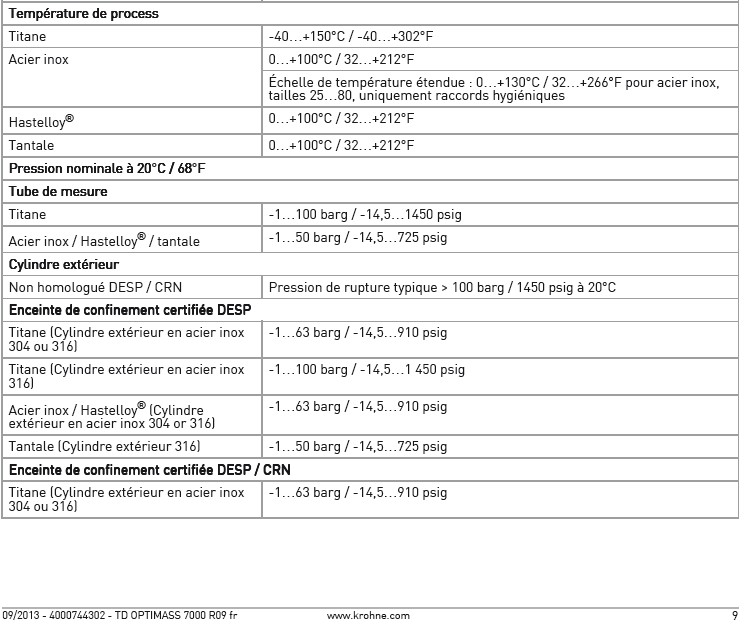 Température de process
Titane -40…+150°C / -40…+302°F
Acier inox 0…+100°C / 32…+212°F
Échelle de température étendue : 0…+130°C / 32…+266°F pour acier inox,
tailles 25…80, uniquement raccords hygiéniques
Hastelloy® 0…+100°C / 32…+212°F
Tantale 0…+100°C / 32…+212°F
Pression nominale à 20°C / 68°F
Tube de mesure
Titane -1…100 barg / -14,5…1450 psig
Acier inox / Hastelloy® / tantale -1…50 barg / -14,5…725 psig
Cylindre extérieur
Non homologué DESP / CRN Pression de rupture typique > 100 barg / 1450 psig à 20°C
Enceinte de confinement certifiée DESP
Titane (Cylindre extérieur en acier inox -1…63 barg / -14,5…910 psig
304 ou 316)
Titane (Cylindre extérieur en acier inox -1…100 barg / -14,5…1 450 psig
316)
Acier inox / Hastelloy® (Cylindre -1…63 barg / -14,5…910 psig
extérieur en acier inox 304 or 316)
Tantale (Cylindre extérieur 316) -1…50 barg / -14,5…725 psig
Enceinte de confinement certifiée DESP / CRN
Titane (Cylindre extérieur en acier inox -1…63 barg / -14,5…910 psig
304 ou 316)
09/2013 - 4000744302 - TD OPTIMASS 7000 R09 fr www.krohne.com 9